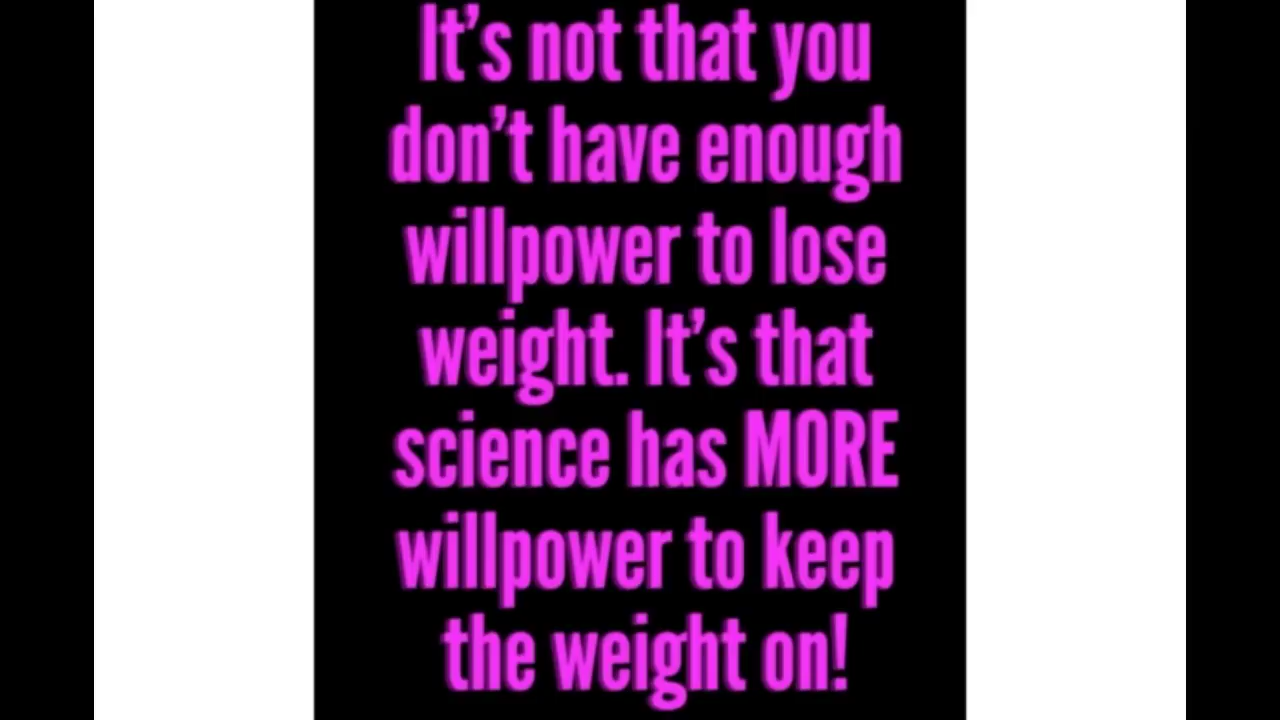 It’s not that you
don’t have enough
willpower to lose
weight. It’s that
science has MORE
willpower to keep
the weight on!